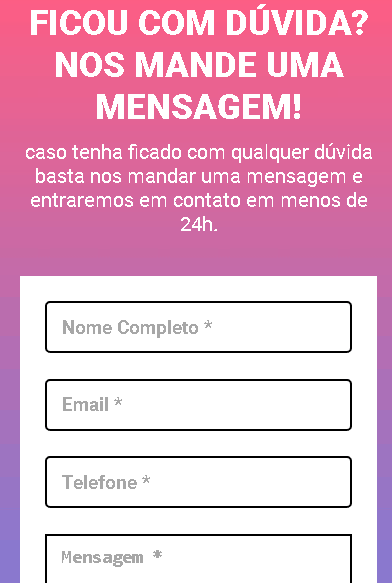 FICOU COM DÚVIDA?
NOS MANDE UMA
MENSAGEM!
caso tenha ficado com qualquer dúvida
basta nos mandar uma mensagem e
entraremos em contato em menos de
24h.
Nome Completo *
Email *
Telefone *
Mensagem *